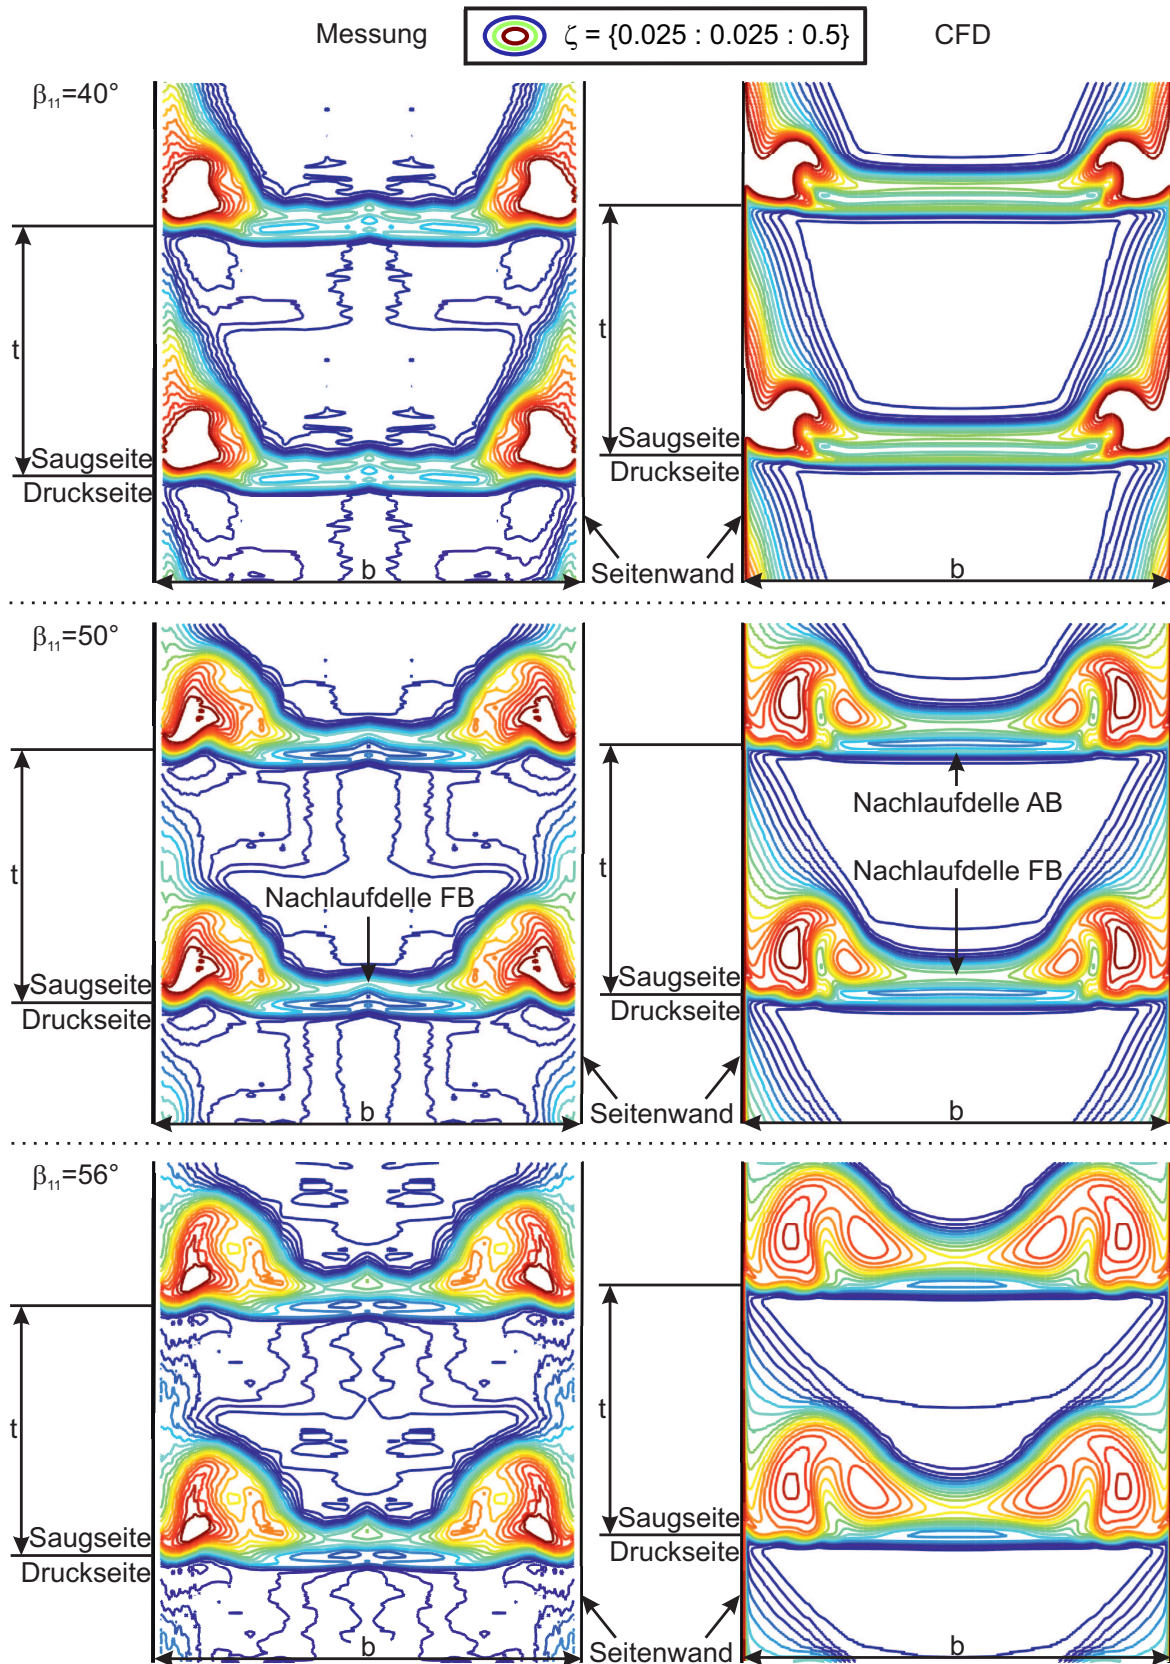 Messung
ζ = {0.025 : 0.025 : 0.5}
CFD
β₁₁=40°
t
t
Saugseite
Druckseite
Saugseite
Druckseite
b
Seitenwand
b
β₁₁=50°
Nachlaufdelle AB
t
t
Nachlaufdelle FB
Nachlaufdelle FB
Saugseite
Druckseite
Saugseite
Druckseite
b
Seitenwand
b
β₁₁=56°
t
t
Saugseite
Druckseite
Saugseite
Druckseite
b
Seitenwand
b